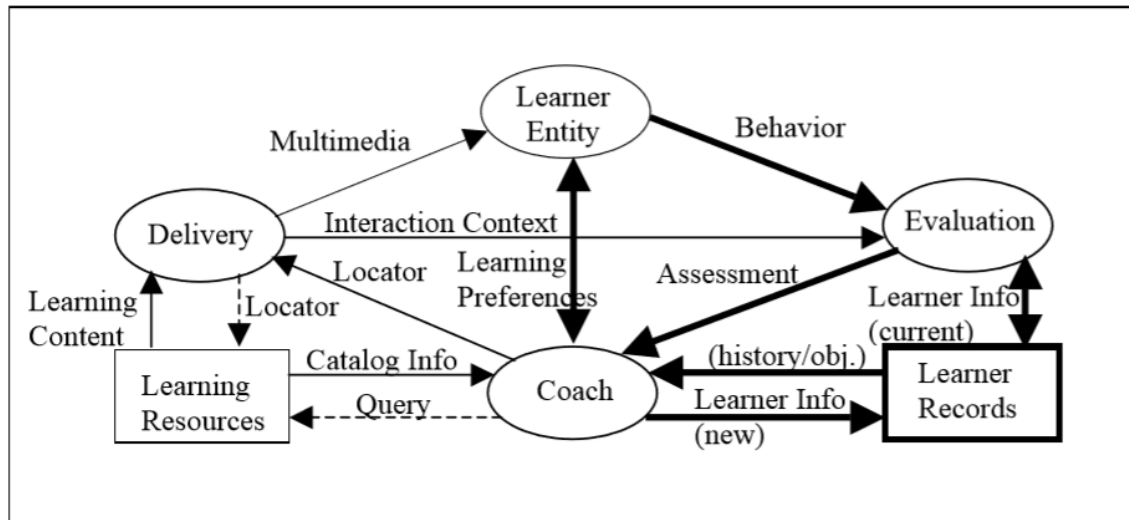 Learner
Entity
Multimedia
Behavior
Delivery
Interaction Context
Evaluation
Locator
Learning
Preferences
Assessment
Learning
Content
Locator
Learner Info
(current)
Learning
Resources
Catalog Info
Query
Coach
(history/obj.)
Learner Info
(new)
Learner
Records